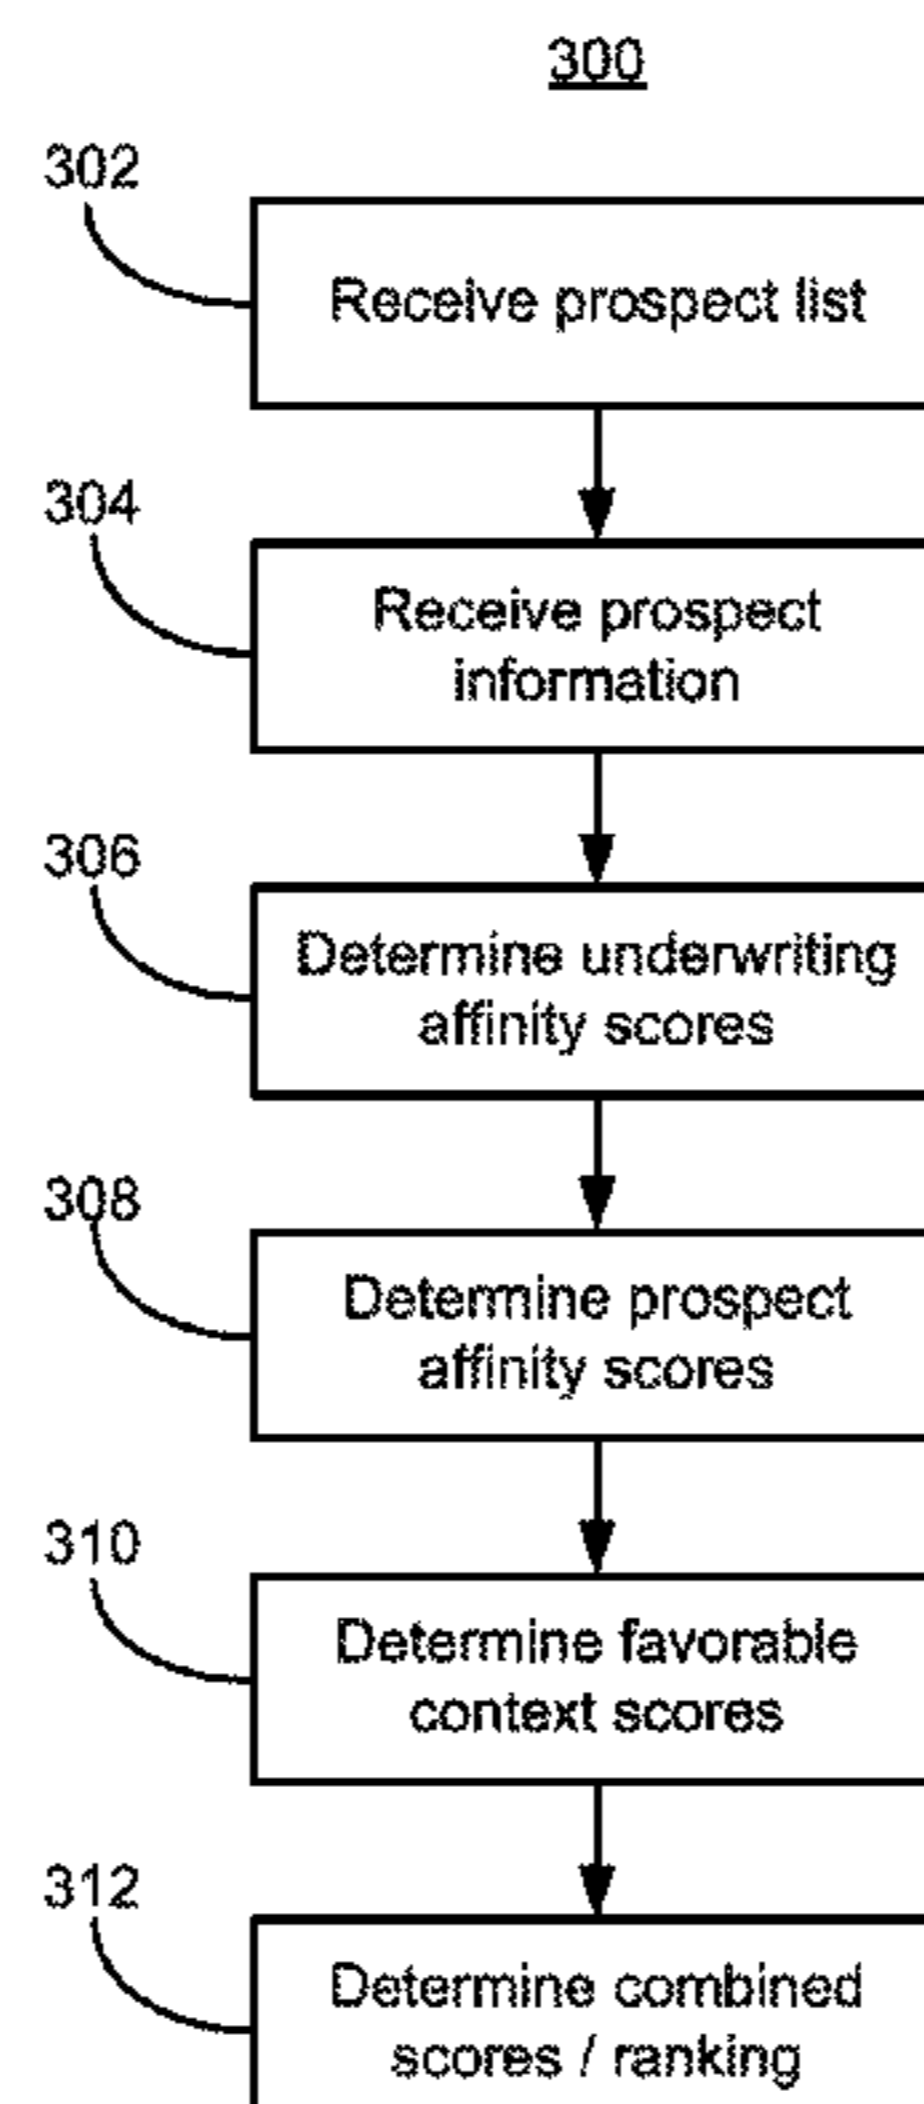 300
302
Receive prospect list
304
Receive prospect
information
306
Determine underwriting
affinity scores
308
Determine prospect
affinity scores
310
Determine favorable
context scores
312
Determine combined
scores / ranking